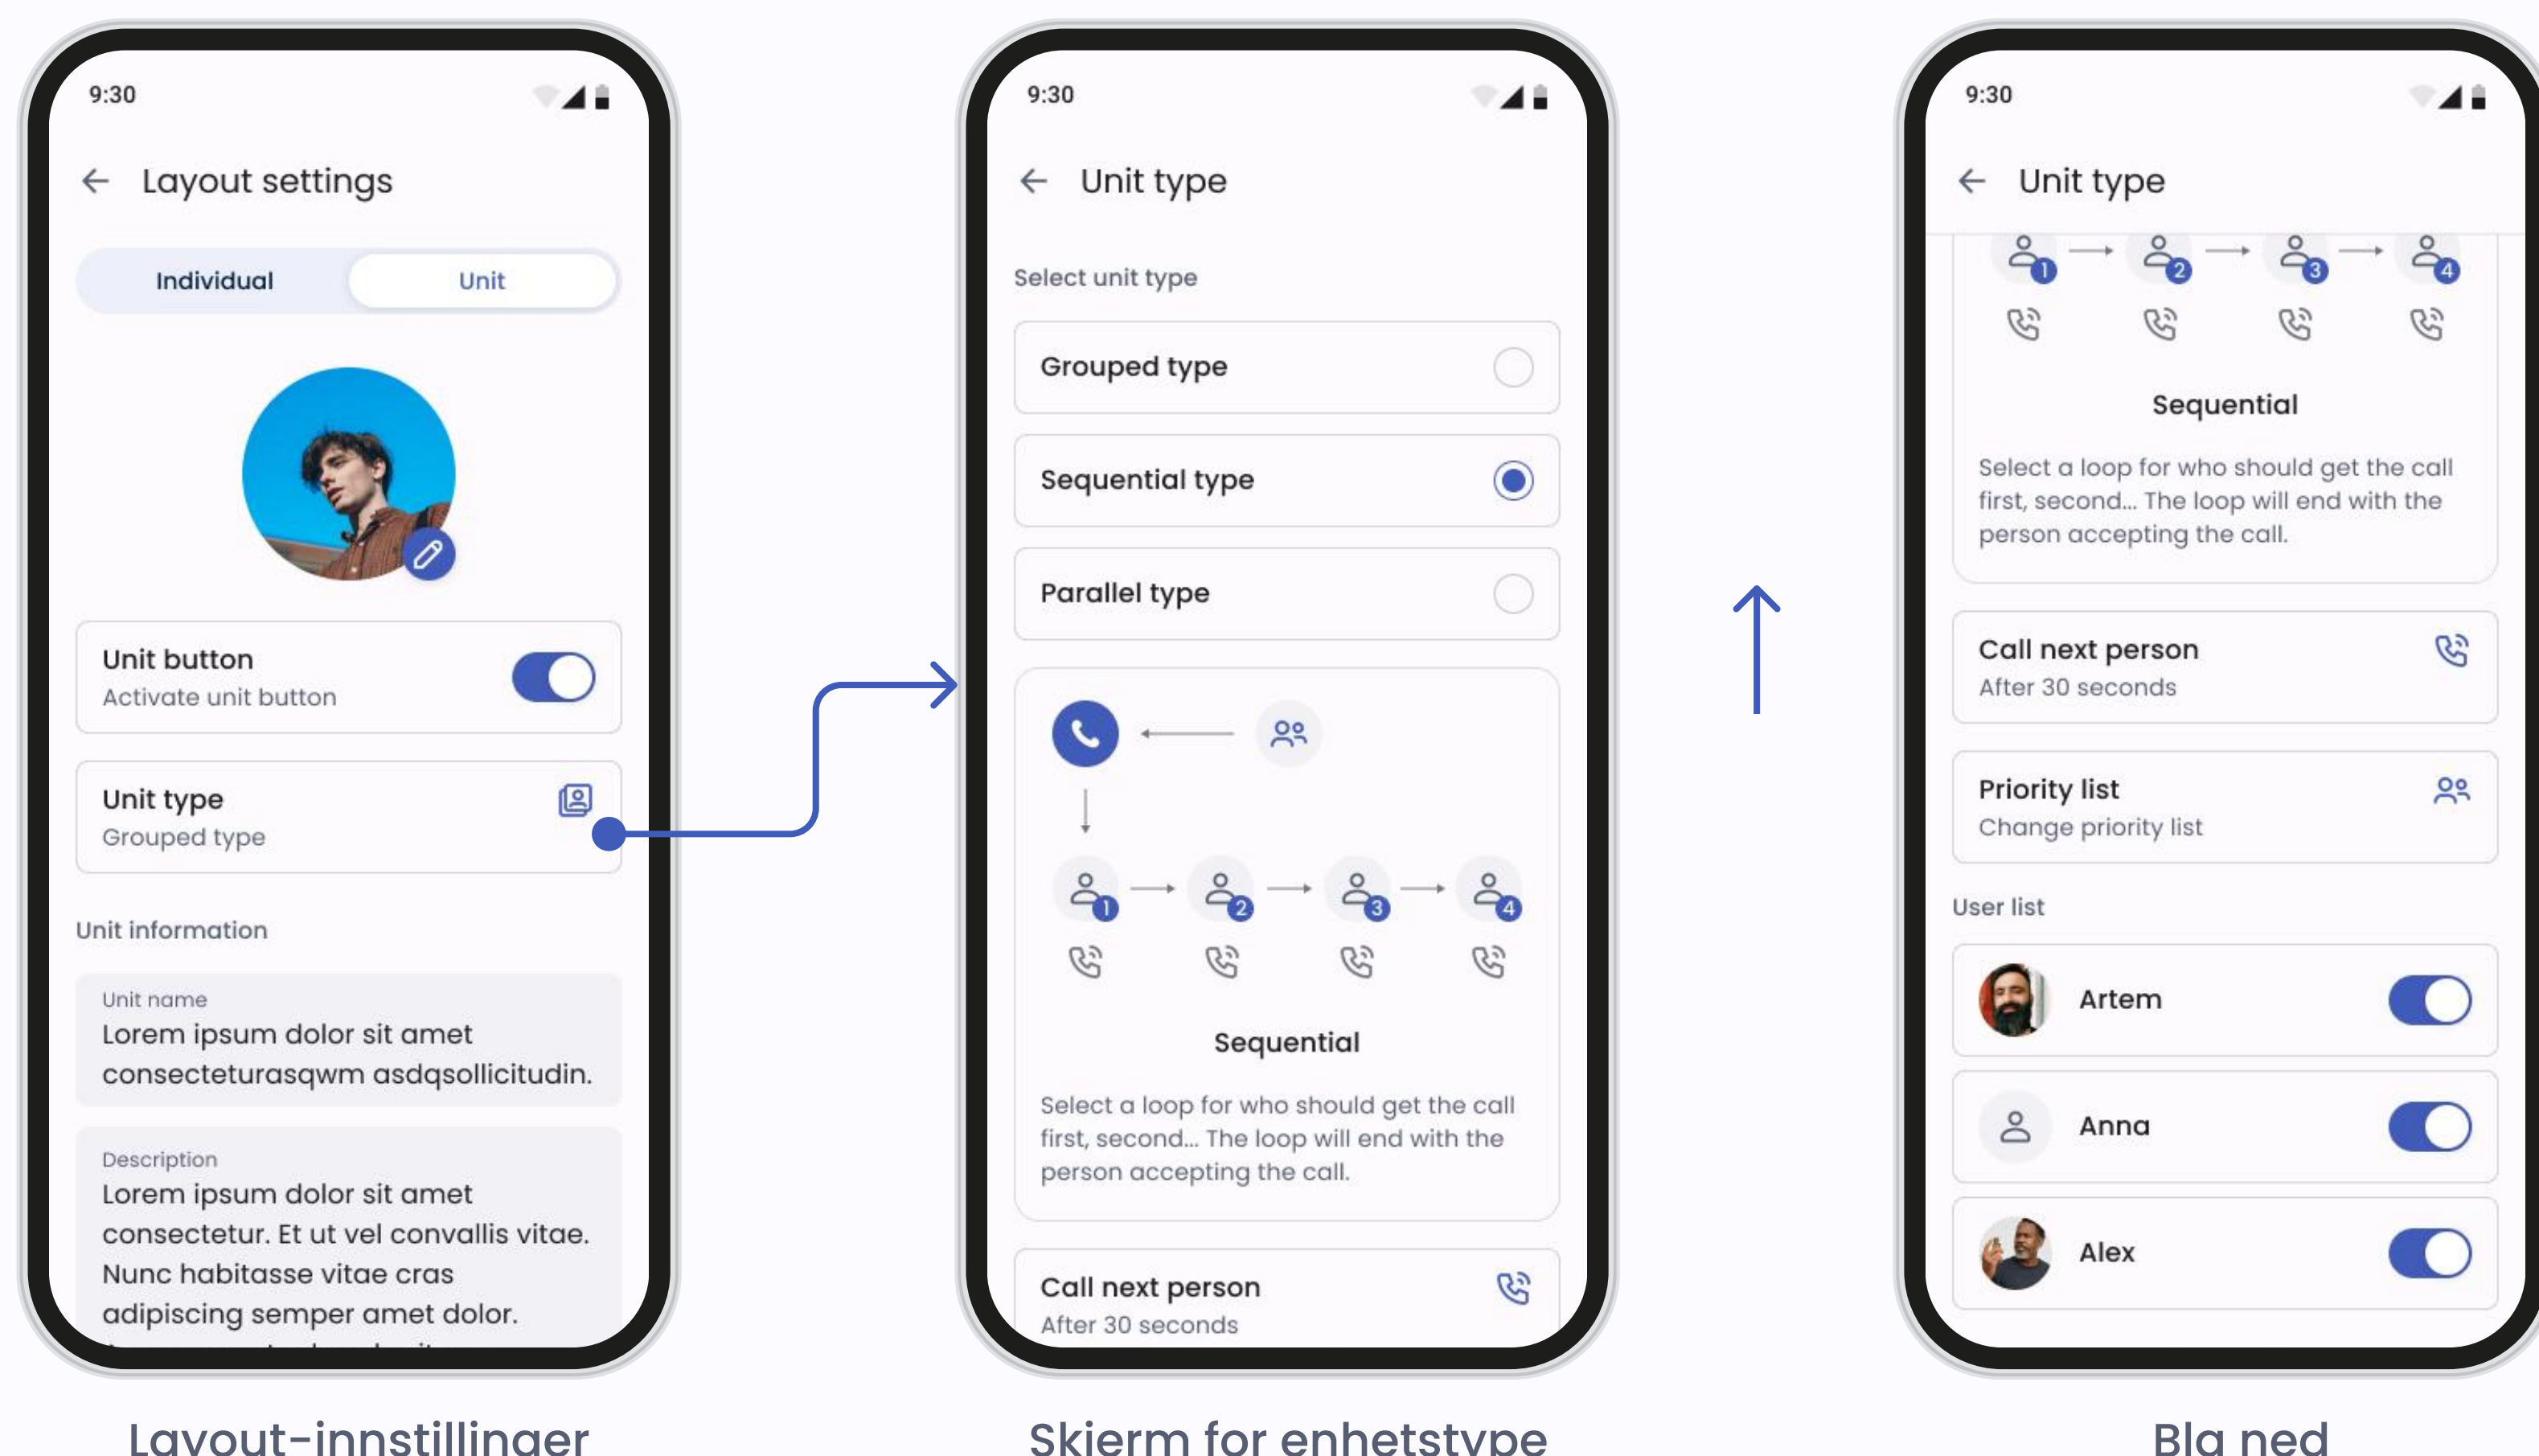 9:30
Layout settings
Individual
Unit
Unit button
Activate unit button
Unit type
Grouped type
Unit information
Unit name
Lorem ipsum dolor sit amet
consecteturasqwm asdqsollicitudin.
Description
Lorem ipsum dolor sit amet
consectetur. Et ut vel convallis vitae.
Nunc habitasse vitae cras
adipiscing semper amet dolor.
Layout-innstillinger
9:30
Unit type
Select unit type
Grouped type
Sequential type
Parallel type
1
2
3
4
Sequential
Select a loop for who should get the call
first, second... The loop will end with the
person accepting the call.
Call next person
After 30 seconds
Skjerm for enhetstype
9:30
Unit type
1
2
3
4
Sequential
Select a loop for who should get the call
first, second... The loop will end with the
person accepting the call.
Call next person
After 30 seconds
Priority list
Change priority list
User list
Artem
Anna
Alex
Bla ned